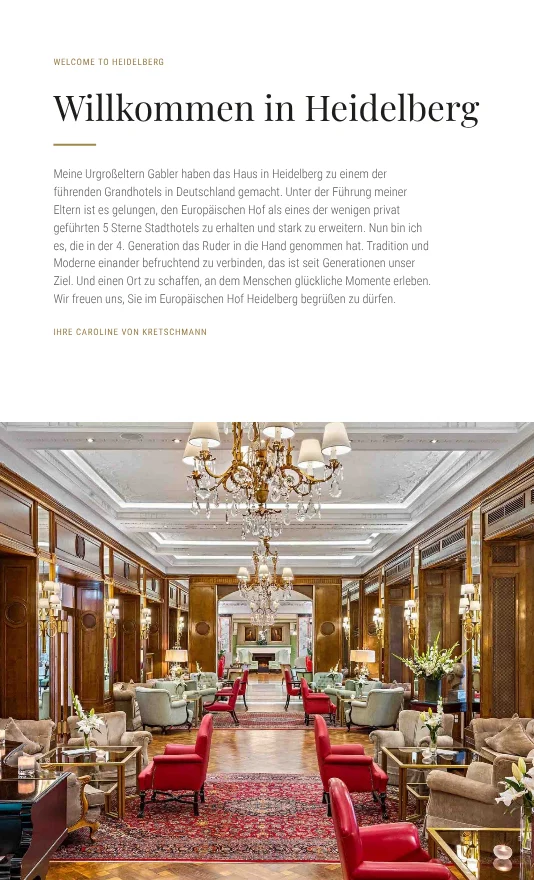 WELCOME TO HEIDELBERG
Willkommen in Heidelberg
Meine Urgroßeltern Gabler haben das Haus in Heidelberg zu einem der
führenden Grandhotels in Deutschland gemacht. Unter der Führung meiner
Eltern ist es gelungen, den Europäischen Hof als eines der wenigen privat
geführten 5 Sterne Stadthotels zu erhalten und stark zu erweitern. Nun bin ich
es, die in der 4. Generation das Ruder in die Hand genommen hat. Tradition und
Moderne einander befruchtend zu verbinden, das ist seit Generationen unser
Ziel. Und einen Ort zu schaffen, an dem Menschen glückliche Momente erleben.
Wir freuen uns, Sie im Europäischen Hof Heidelberg begrüßen zu dürfen.
IHRE CAROLINE VON KRETSCHMANN